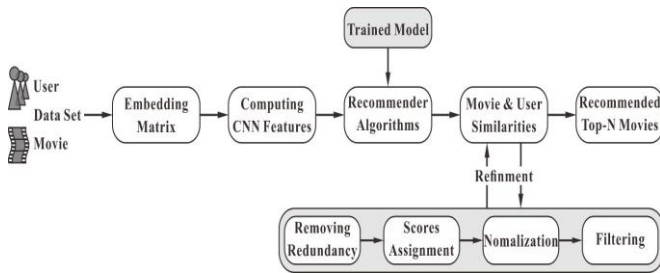 Trained Model
User
Data Set
Movie
Embedding
Matrix
Computing
CNN Features
Recommender
Algorithms
Movie & User
Similarities
Recommended
Top-N Movies
Refinment
Removing
Redundancy
Scores
Assignment
Nomalization
Filtering